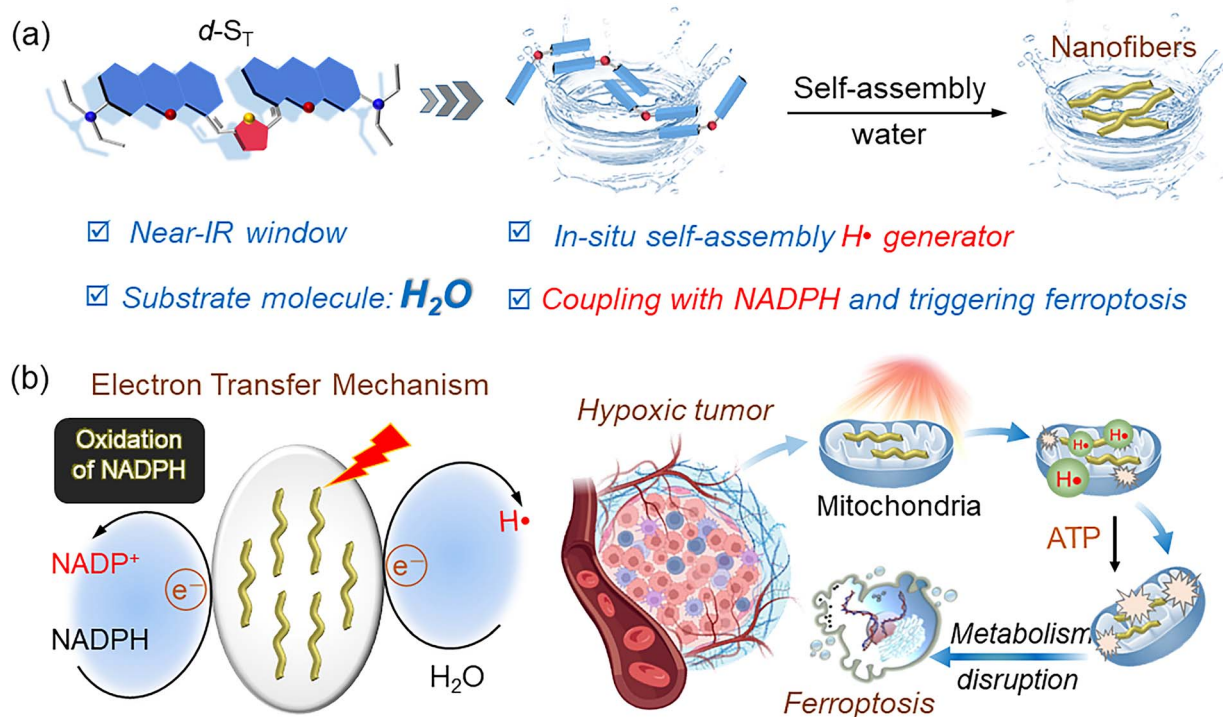 (a)
d-S_T
Self-assembly
water
Nanofibers
☑ Near-IR window
☑ In-situ self-assembly H• generator
☑ Substrate molecule: H₂O
☑ Coupling with NADPH and triggering ferroptosis
(b)
Electron Transfer Mechanism
Oxidation
of NADPH
NADP⁺
NADPH
e⁻
e⁻
H•
H₂O
Hypoxic tumor
Mitochondria
H•
H•
H•
ATP
Metabolism
disruption
Ferroptosis